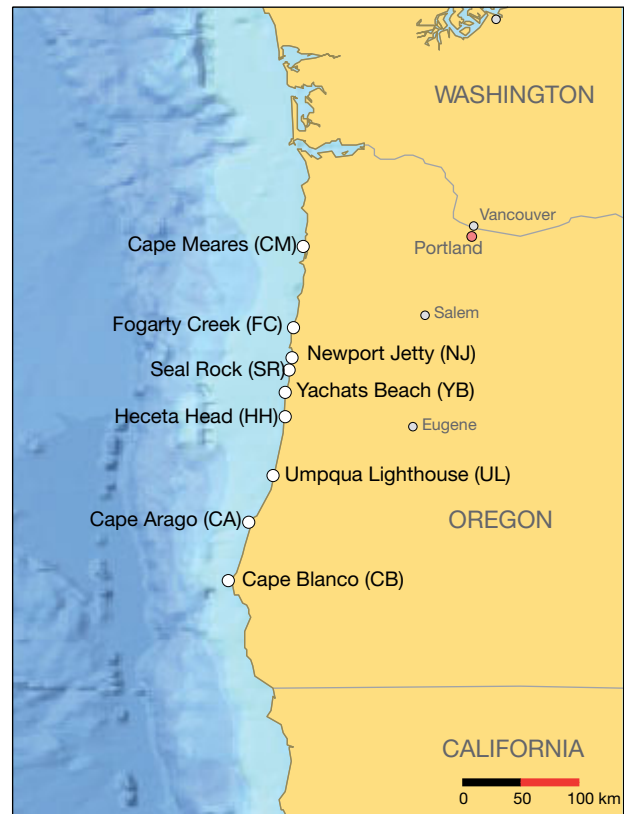 WASHINGTON
Vancouver
Portland
Cape Meares (CM)
Salem
Fogarty Creek (FC)
Newport Jetty (NJ)
Seal Rock (SR)
Yachats Beach (YB)
Heceta Head (HH)
Eugene
Umpqua Lighthouse (UL)
Cape Arago (CA)
OREGON
Cape Blanco (CB)
CALIFORNIA
0 50 100 km